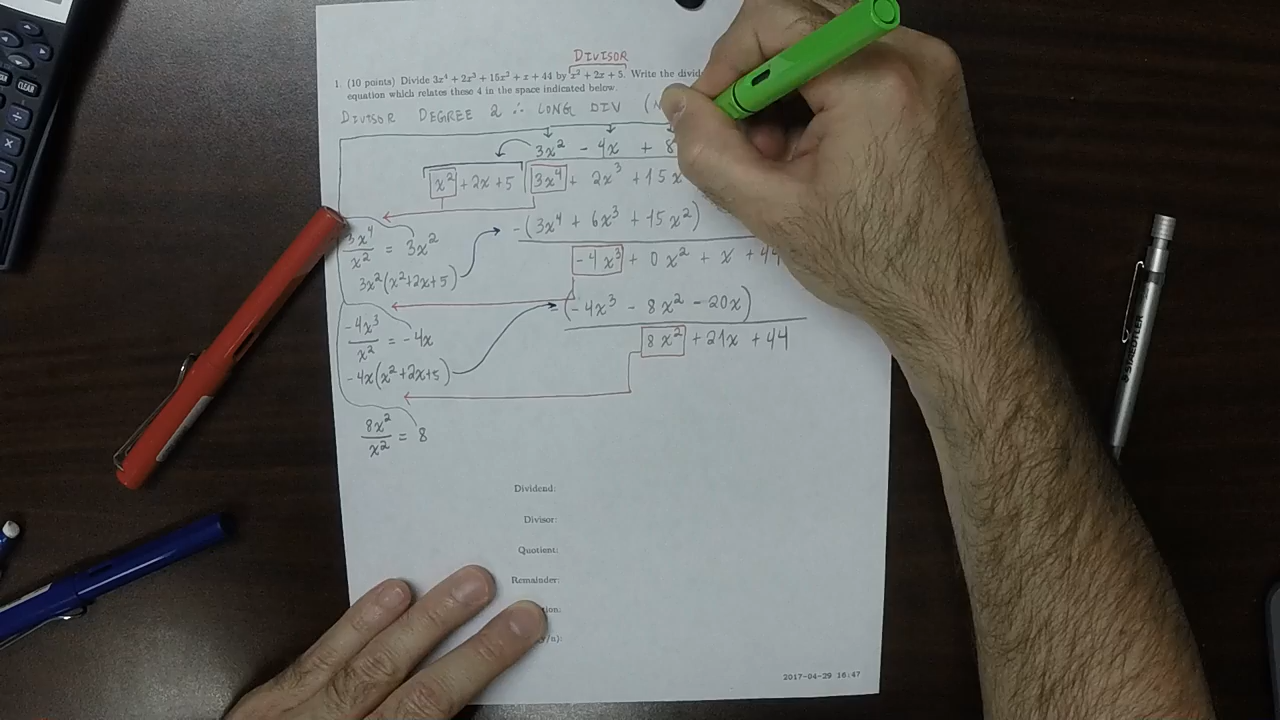 CLEAR
÷
×
-
+
STAEDTLER
DIVISOR
1. (10 points) Divide 3x⁴ + 2x³ + 15x² + x + 44 by x² + 2x + 5. Write the
equation which relates these 4 in the space indicated below.
DIVISOR DEGREE 2 ∴ LONG DIV
3x² - 4x + 8
x² + 2x + 5 3x⁴ + 2x³ + 15x
-(3x⁴ + 6x³ + 15x²)
3x⁴/x² = 3x²
-4x³ + 0x² + x + 44
3x²(x²+2x+5)
-(-4x³ - 8x² - 20x)
-4x³/x² = -4x
8x² + 21x + 44
-4x(x²+2x+5)
8x²/x² = 8
Dividend:
Divisor:
Quotient:
Remainder:
2017-04-29 16:47